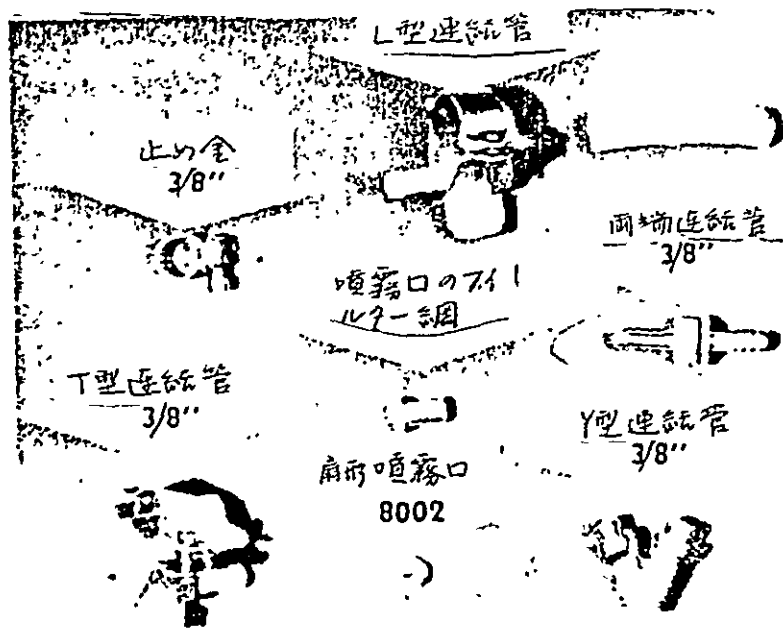 L型連結管
止め金
3/8"
両端連結管
3/8"
噴霧口のフィ
ルター網
T型連結管
3/8"
Y型連結管
3/8"
扇形噴霧口
8002